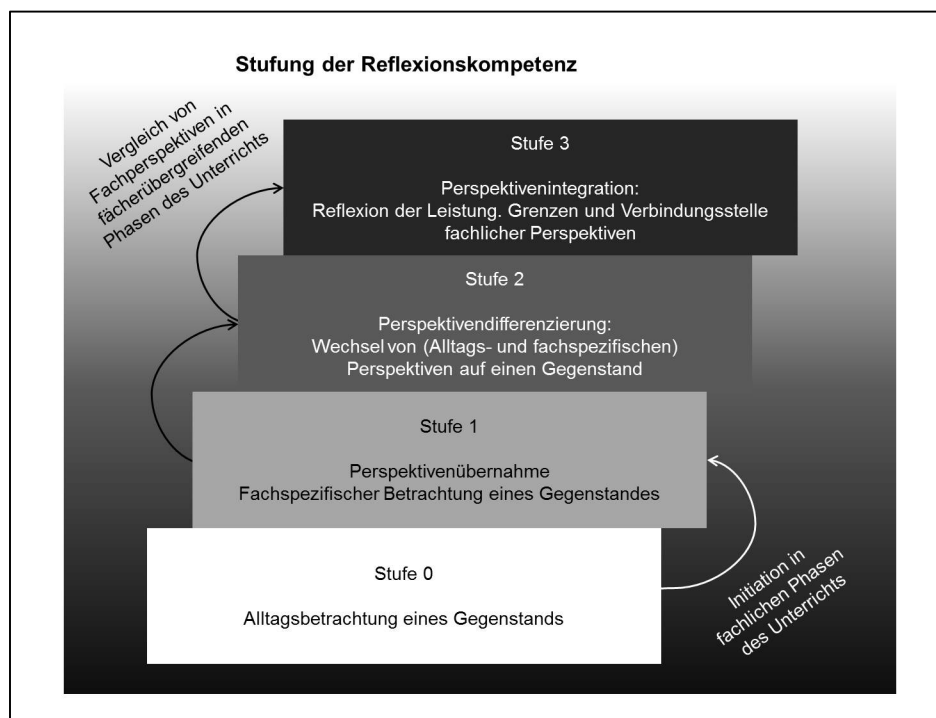 Stufung der Reflexionskompetenz
Vergleich von
Fachperspektiven in
fächerübergreifenden
Phasen des Unterrichts
Stufe 3
Perspektivenintegration:
Reflexion der Leistung. Grenzen und Verbindungsstelle
fachlicher Perspektiven
Stufe 2
Perspektivendifferenzierung:
Wechsel von (Alltags- und fachspezifischen)
Perspektiven auf einen Gegenstand
Stufe 1
Perspektivenübernahme
Fachspezifischer Betrachtung eines Gegenstandes
Stufe 0
Alltagsbetrachtung eines Gegenstands
Initiation in
fachlichen Phasen
des Unterrichts